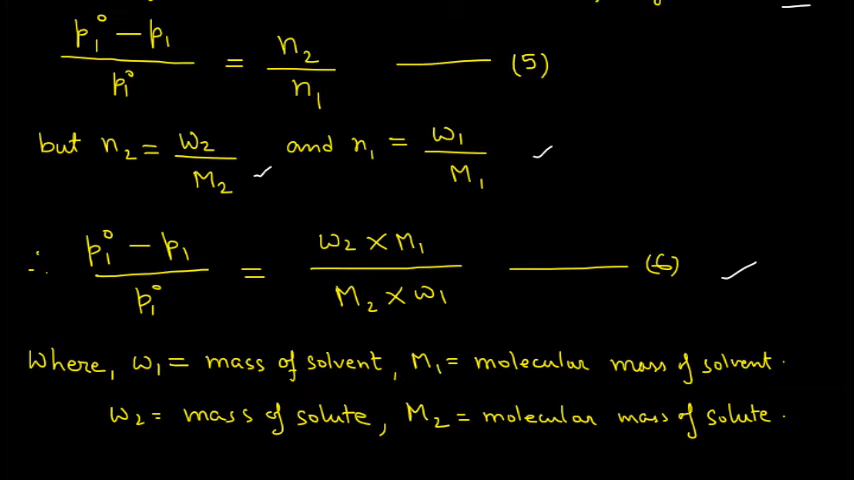 p₁° − p₁ / p₁° = n₂ / n₁ —— (5)
but n₂ = w₂ / M₂ and n₁ = w₁ / M₁
∴ p₁° − p₁ / p₁° = w₂ × M₁ / M₂ × w₁ —— (6)
Where, w₁ = mass of solvent, M₁ = molecular mass of solvent.
w₂ = mass of solute, M₂ = molecular mass of solute.